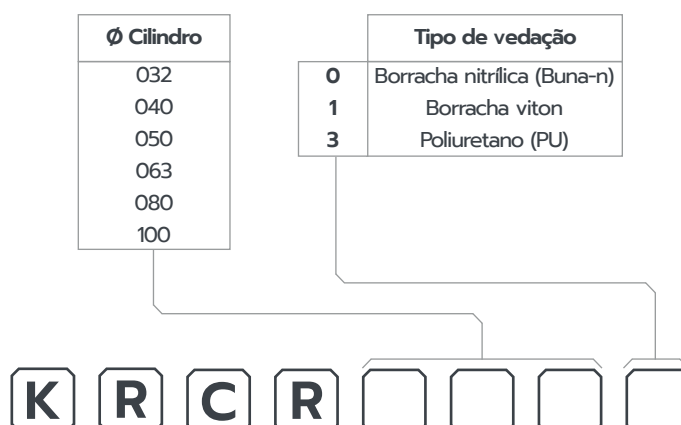 Ø Cilindro
032
040
050
063
080
100
Tipo de vedação
0 Borracha nitrílica (Buna-n)
1 Borracha viton
3 Poliuretano (PU)
K R C R